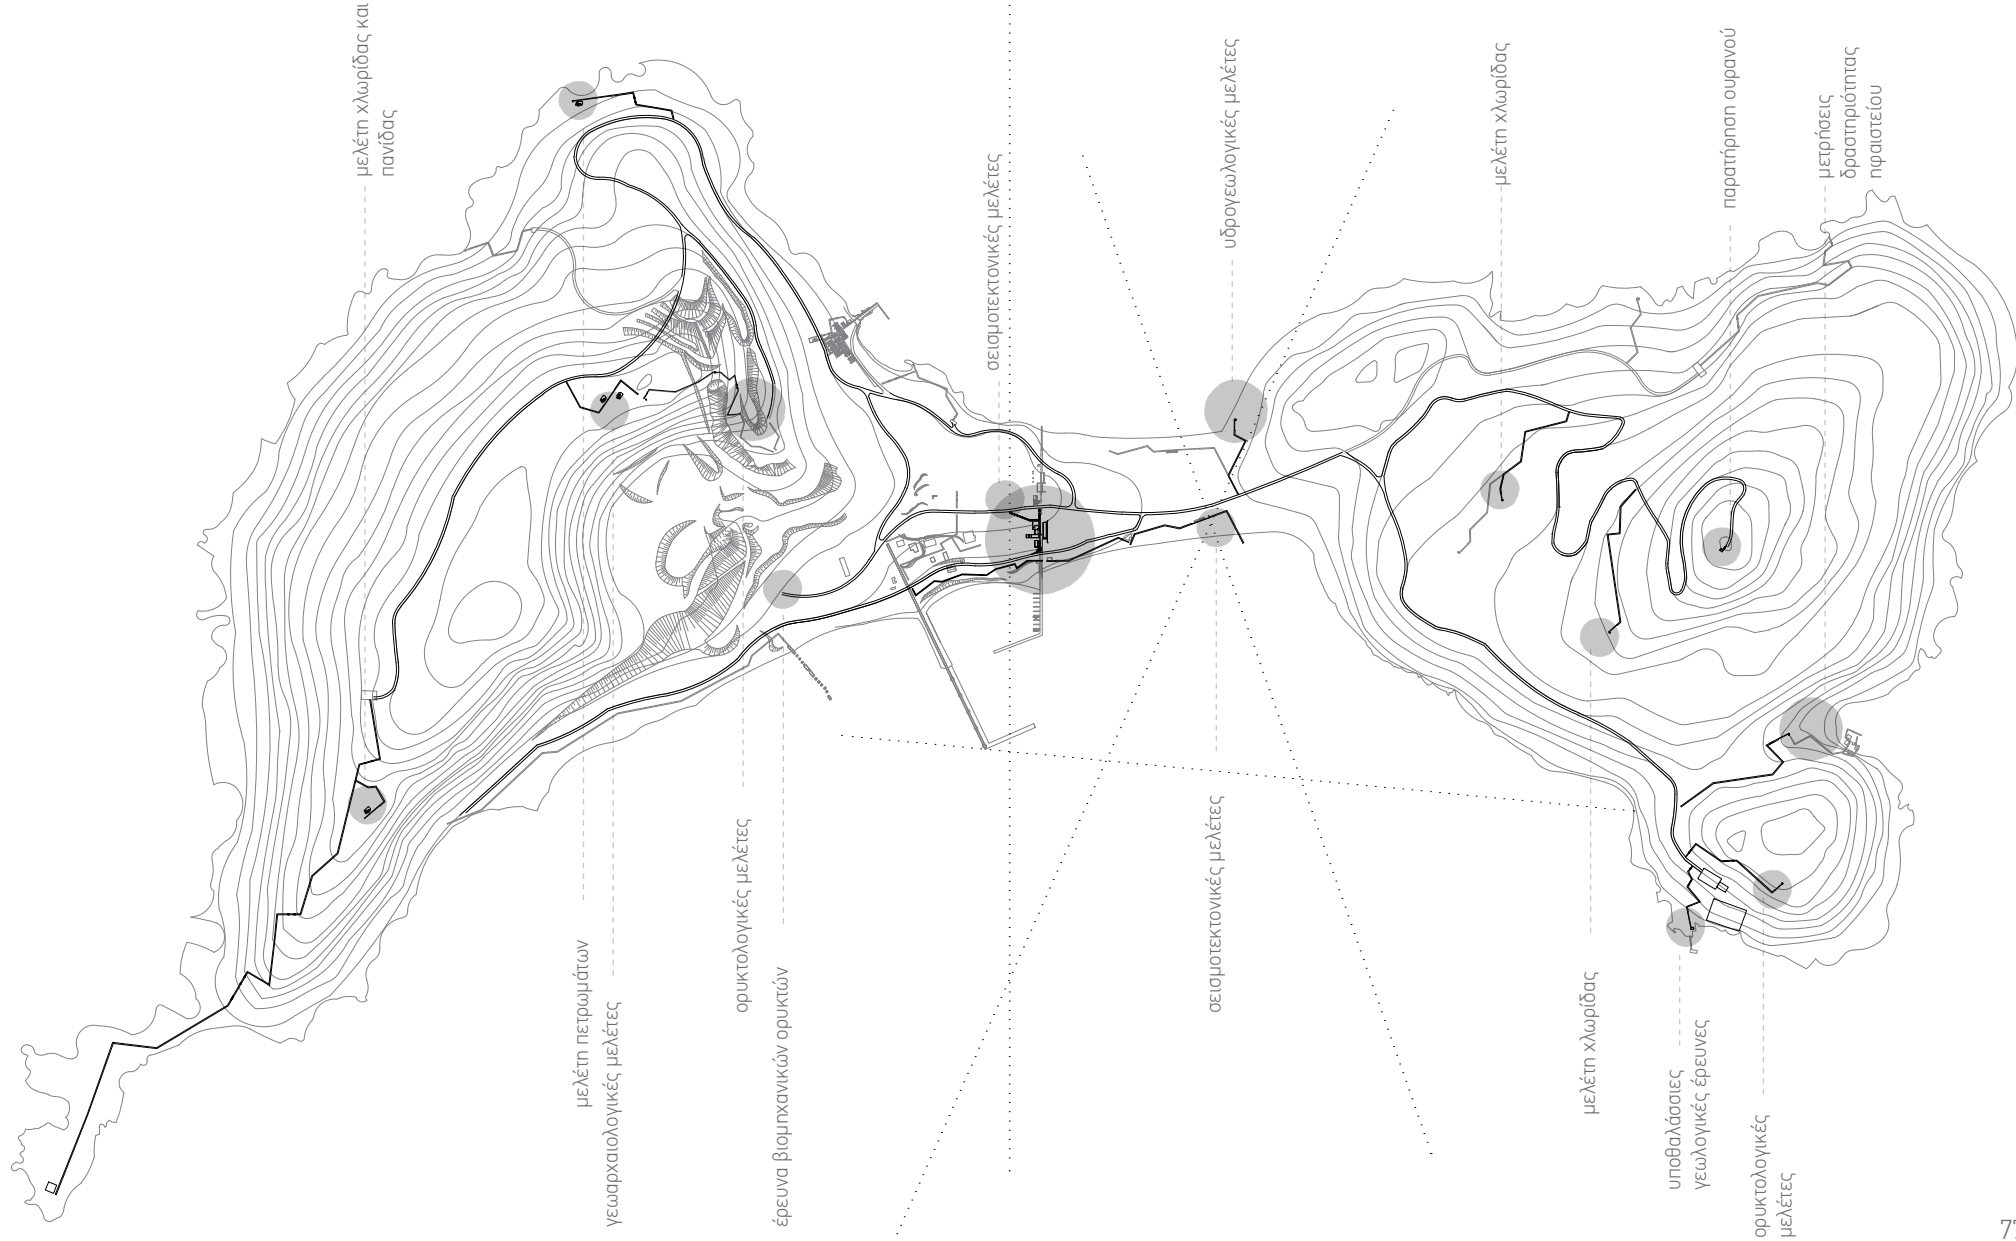 μελέτη χλωρίδας και
πανίδας
σεισμοτεκτονικές μελέτες
υδρογεωλογικές μελέτες
μελέτη χλωρίδας
παρατήρηση ουρανού
μετρήσεις
δραστηριότητας
ηφαιστείου
μελέτη πετρωμάτων
γεωαρχαιολογικές μελέτες
ορυκτολογικές μελέτες
έρευνα βιομηχανικών ορυκτών
σεισμοτεκτονικές μελέτες
μελέτη χλωρίδας
υποθαλάσσιες
γεωλογικές έρευνες
ορυκτολογικές
μελέτες
77